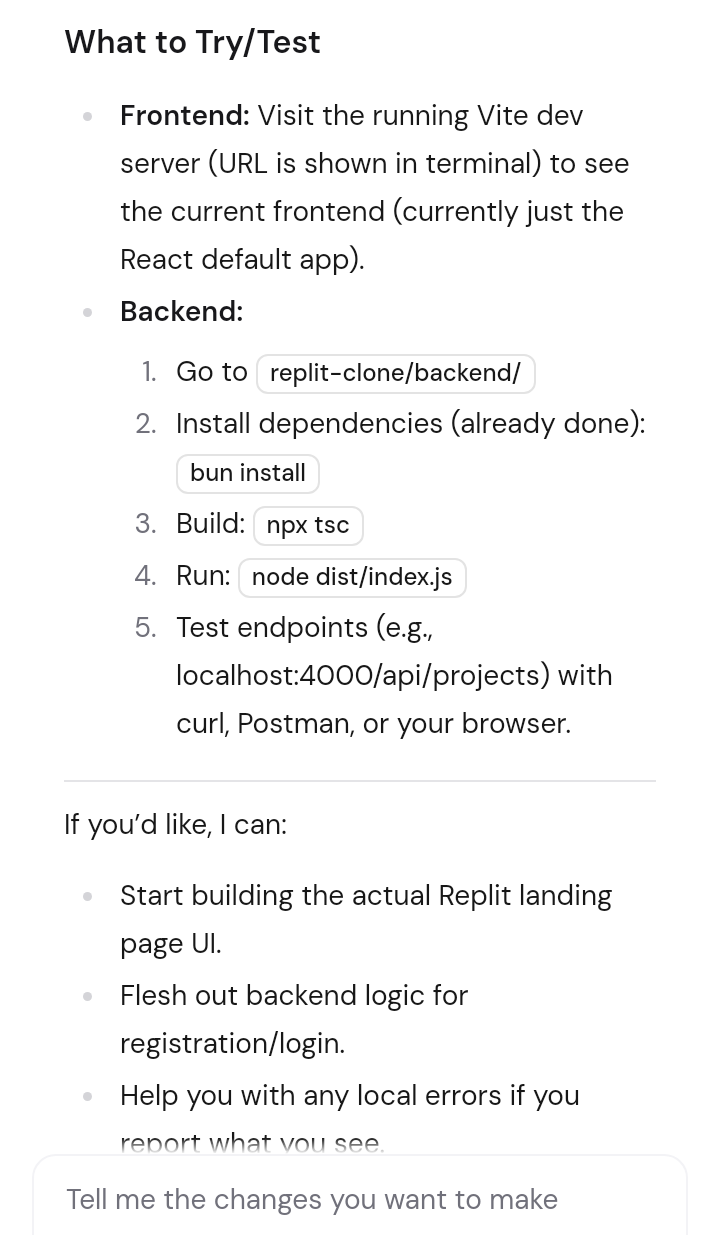 What to Try/Test
Frontend: Visit the running Vite dev
server (URL is shown in terminal) to see
the current frontend (currently just the
React default app).
Backend:
1. Go to replit-clone/backend/
2. Install dependencies (already done):
bun install
3. Build: npx tsc
4. Run: node dist/index.js
5. Test endpoints (e.g.,
localhost:4000/api/projects) with
curl, Postman, or your browser.
If you’d like, I can:
Start building the actual Replit landing
page UI.
Flesh out backend logic for
registration/login.
Help you with any local errors if you
report what you see.
Tell me the changes you want to make